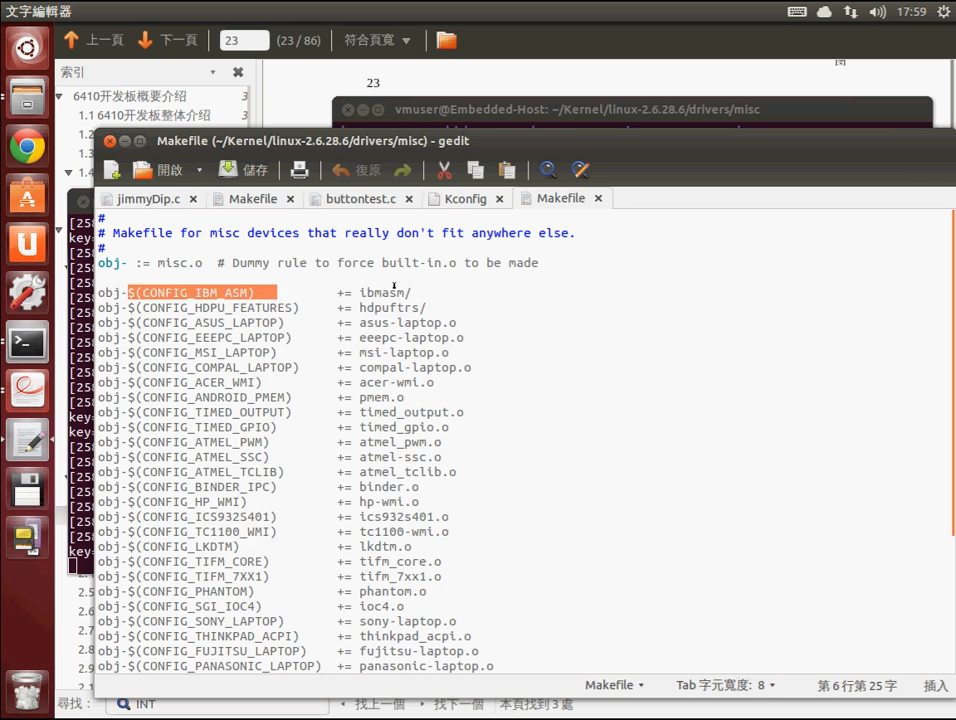 文字編輯器
17:59
上一頁 下一頁 23 (23 / 86) 符合頁寬
索引
6410开发板概要介绍 3
1.1 6410开发板整体介绍 3
23
vmuser@Embedded-Host: ~/Kernel/linux-2.6.28.6/drivers/misc
Makefile (~/Kernel/linux-2.6.28.6/drivers/misc) - gedit
開啟 儲存 復原
jimmyDip.c Makefile buttontest.c Kconfig Makefile
#
# Makefile for misc devices that really don't fit anywhere else.
#
obj- := misc.o # Dummy rule to force built-in.o to be made
obj-$(CONFIG_IBM_ASM) += ibmasm/
obj-$(CONFIG_HDPU_FEATURES) += hdpuftrs/
obj-$(CONFIG_ASUS_LAPTOP) += asus-laptop.o
obj-$(CONFIG_EEEPC_LAPTOP) += eeepc-laptop.o
obj-$(CONFIG_MSI_LAPTOP) += msi-laptop.o
obj-$(CONFIG_COMPAL_LAPTOP) += compal-laptop.o
obj-$(CONFIG_ACER_WMI) += acer-wmi.o
obj-$(CONFIG_ANDROID_PMEM) += pmem.o
obj-$(CONFIG_TIMED_OUTPUT) += timed_output.o
obj-$(CONFIG_TIMED_GPIO) += timed_gpio.o
obj-$(CONFIG_ATMEL_PWM) += atmel_pwm.o
obj-$(CONFIG_ATMEL_SSC) += atmel-ssc.o
obj-$(CONFIG_ATMEL_TCLIB) += atmel_tclib.o
obj-$(CONFIG_BINDER_IPC) += binder.o
obj-$(CONFIG_HP_WMI) += hp-wmi.o
obj-$(CONFIG_ICS932S401) += ics932s401.o
obj-$(CONFIG_TC1100_WMI) += tc1100-wmi.o
obj-$(CONFIG_LKDTM) += lkdtm.o
obj-$(CONFIG_TIFM_CORE) += tifm_core.o
obj-$(CONFIG_TIFM_7XX1) += tifm_7xx1.o
obj-$(CONFIG_PHANTOM) += phantom.o
obj-$(CONFIG_SGI_IOC4) += ioc4.o
obj-$(CONFIG_SONY_LAPTOP) += sony-laptop.o
obj-$(CONFIG_THINKPAD_ACPI) += thinkpad_acpi.o
obj-$(CONFIG_FUJITSU_LAPTOP) += fujitsu-laptop.o
obj-$(CONFIG_PANASONIC_LAPTOP) += panasonic-laptop.o
Makefile Tab 字元寬度: 8 第 6 行第 25 字 插入
尋找: INT 找上一個 找下一個 本頁找到 3 處